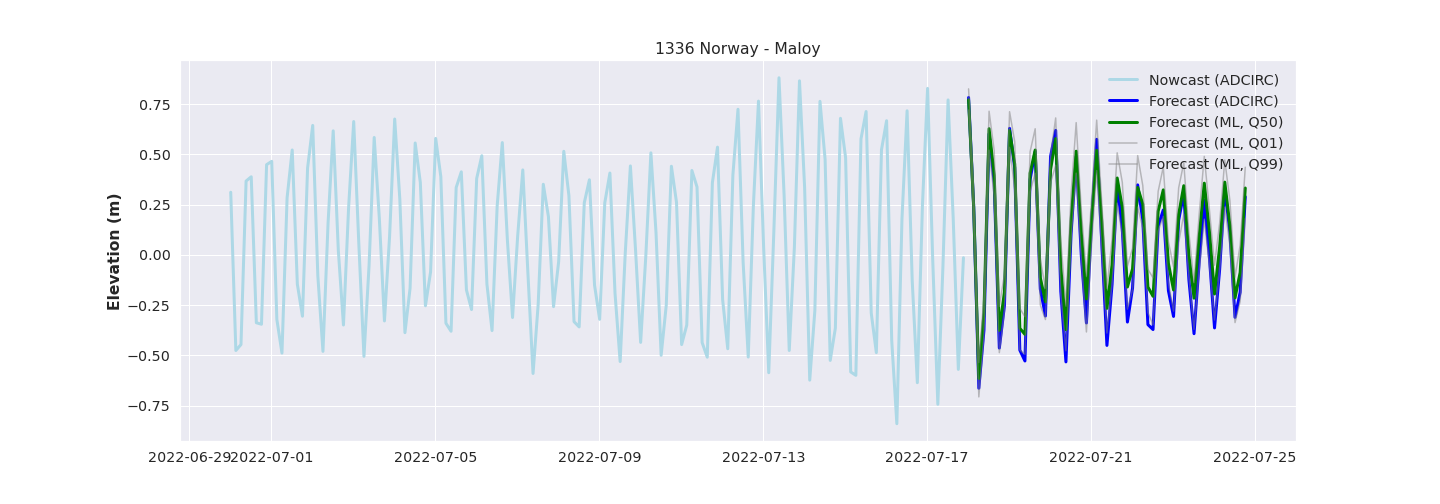 1336 Norway - Maloy
Nowcast (ADCIRC)
Forecast (ADCIRC)
Forecast (ML, Q50)
Forecast (ML, Q01)
Forecast (ML, Q99)
Elevation (m)
0.75
0.50
0.25
0.00
−0.25
−0.50
−0.75
2022-06-29
2022-07-01
2022-07-05
2022-07-09
2022-07-13
2022-07-17
2022-07-21
2022-07-25